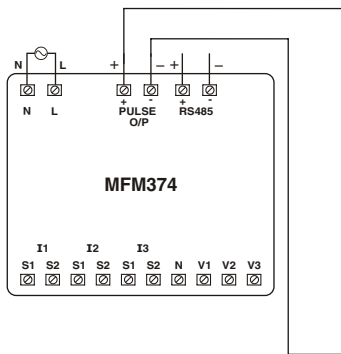 N L + − + −
+ - + -
N L PULSE RS485
O/P
MFM374
I1 I2 I3
S1 S2 S1 S2 S1 S2 N V1 V2 V3